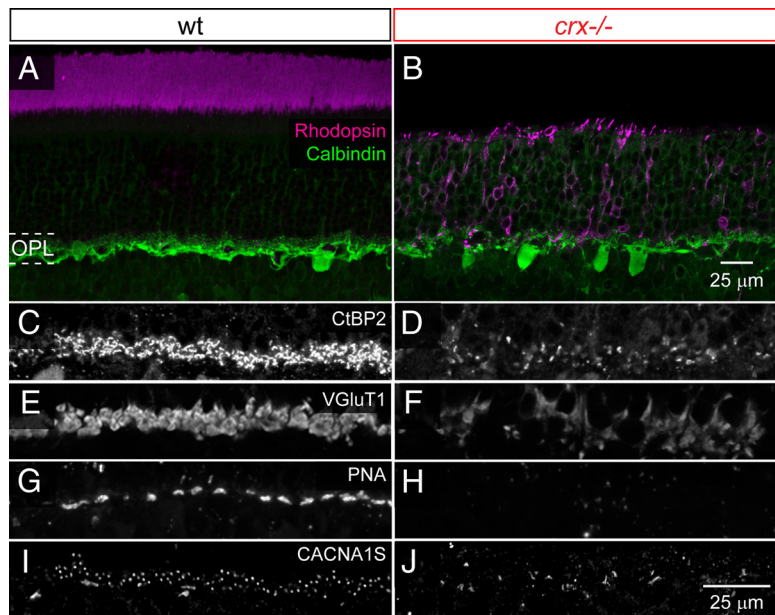 wt
crx-/-
A
B
Rhodopsin
Calbindin
OPL
25 μm
C
CtBP2
D
E
VGluT1
F
G
PNA
H
I
CACNA1S
J
25 μm